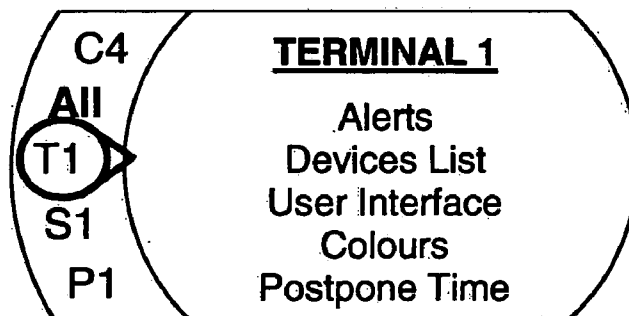 C4
All
T1
S1
P1
TERMINAL 1
Alerts
Devices List
User Interface
Colours
Postpone Time